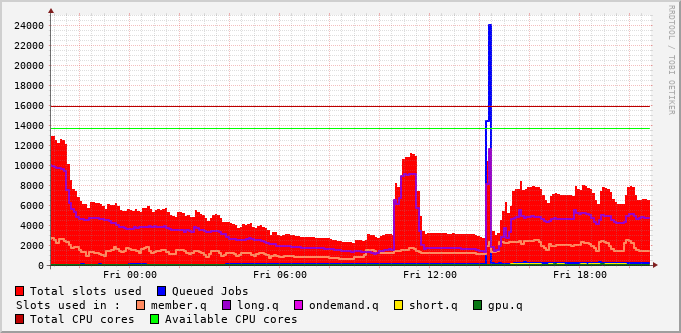 RRDTOOL / TOBI OETIKER
24000
22000
20000
18000
16000
14000
12000
10000
8000
6000
4000
2000
0
Fri 00:00 Fri 06:00 Fri 12:00 Fri 18:00
Total slots used Queued Jobs
Slots used in : member.q long.q ondemand.q short.q gpu.q
Total CPU cores Available CPU cores